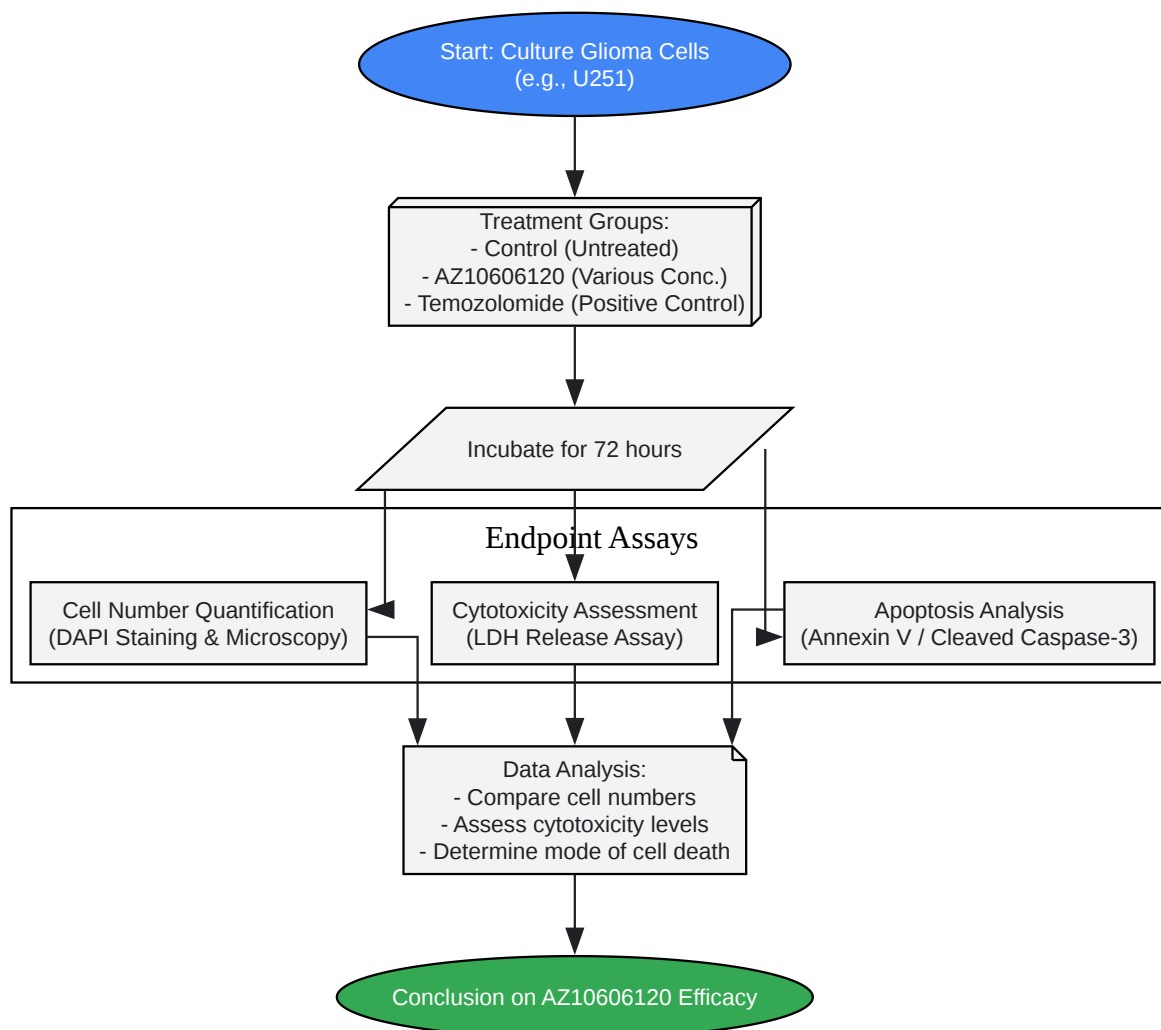 Start: Culture Glioma Cells
(e.g., U251)
Treatment Groups:
- Control (Untreated)
- AZ10606120 (Various Conc.)
- Temozolomide (Positive Control)
Incubate for 72 hours
Endpoint Assays
Cell Number Quantification
(DAPI Staining & Microscopy)
Cytotoxicity Assessment
(LDH Release Assay)
Apoptosis Analysis
(Annexin V / Cleaved Caspase-3)
Data Analysis:
- Compare cell numbers
- Assess cytotoxicity levels
- Determine mode of cell death
Conclusion on AZ10606120 Efficacy